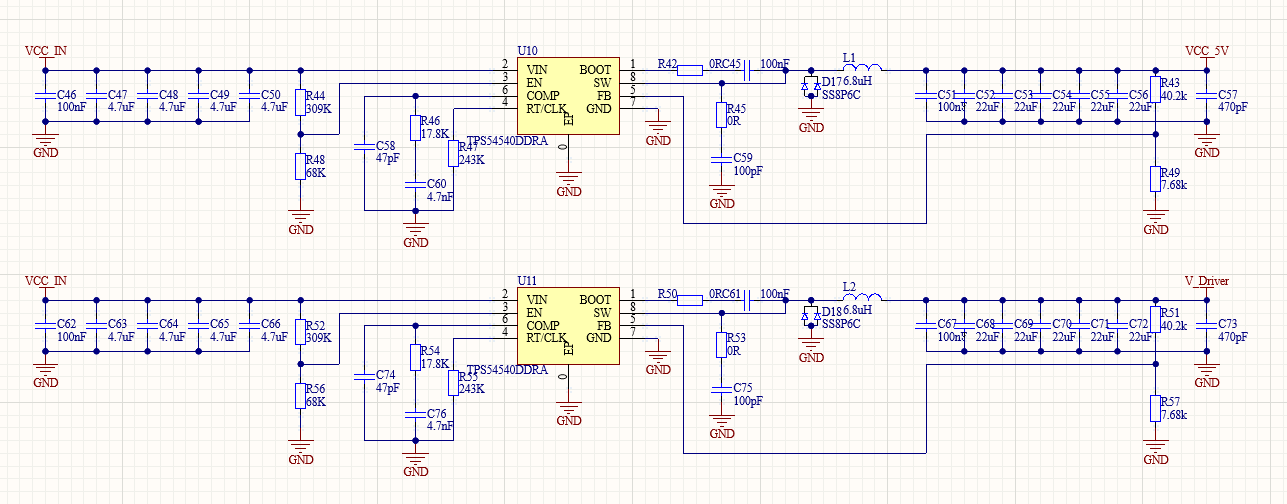 VCC_IN
U10
VCC_5V
2 VIN BOOT 1
3 EN SW 8
6 COMP FB 5
4 RT/CLK GND 7
EP
0
TPS54540DDRA
R42 0R C45 100nF
L1
6.8uH
D17
SS8P6C
C46
100nF
C47
4.7uF
C48
4.7uF
C49
4.7uF
C50
4.7uF
R44
309K
R48
68K
C58
47pF
R46
17.8K
R47
243K
C60
4.7nF
R45
0R
C59
100pF
C51
100nF
C52
22uF
C53
22uF
C54
22uF
C55
22uF
C56
22uF
R43
40.2k
C57
470pF
R49
7.68k
GND
GND
GND
GND
GND
GND
GND
GND
GND
VCC_IN
U11
V_Driver
2 VIN BOOT 1
3 EN SW 8
6 COMP FB 5
4 RT/CLK GND 7
EP
0
TPS54540DDRA
R50 0R C61 100nF
L2
6.8uH
D18
SS8P6C
C62
100nF
C63
4.7uF
C64
4.7uF
C65
4.7uF
C66
4.7uF
R52
309K
R56
68K
C74
47pF
R54
17.8K
R55
243K
C76
4.7nF
R53
0R
C75
100pF
C67
100nF
C68
22uF
C69
22uF
C70
22uF
C71
22uF
C72
22uF
R51
40.2k
C73
470pF
R57
7.68k
GND
GND
GND
GND
GND
GND
GND
GND
GND